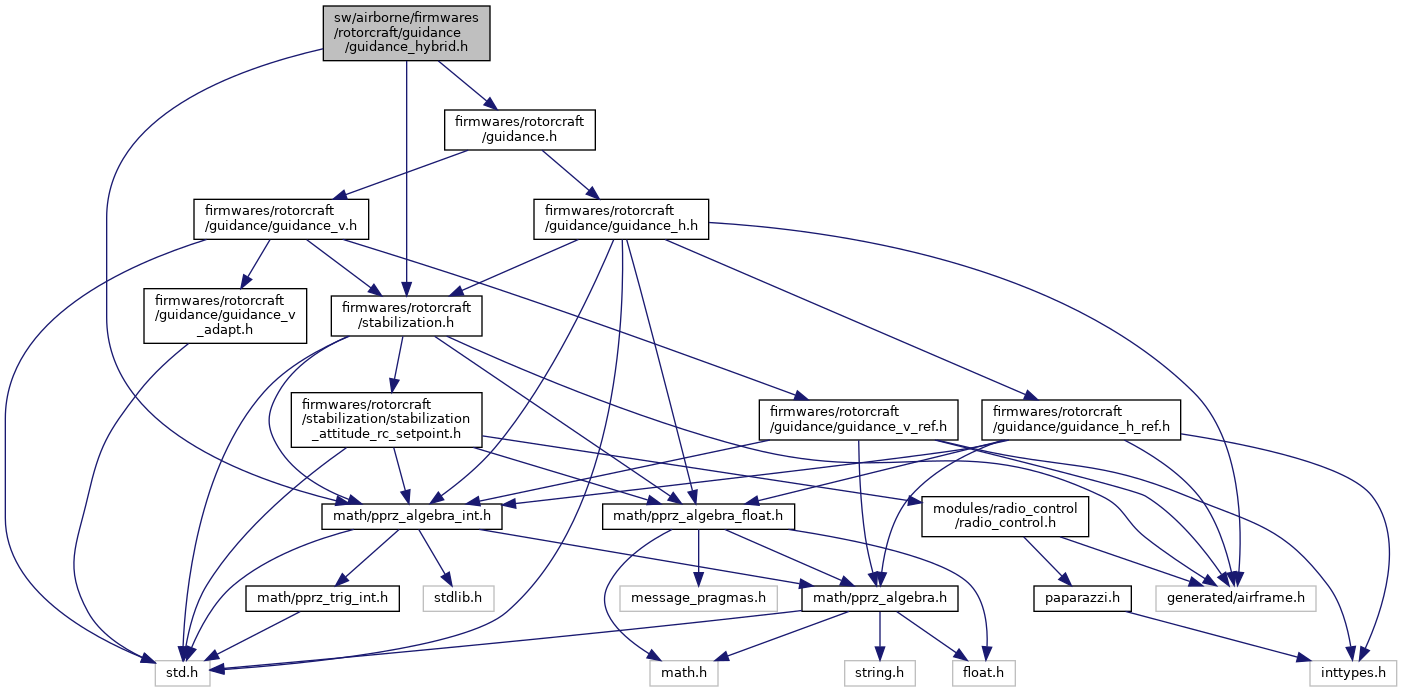 sw/airborne/firmwares
/rotorcraft/guidance
/guidance_hybrid.h
firmwares/rotorcraft
/guidance.h
firmwares/rotorcraft
/guidance/guidance_v.h
firmwares/rotorcraft
/guidance/guidance_h.h
firmwares/rotorcraft
/guidance/guidance_v
_adapt.h
firmwares/rotorcraft
/stabilization.h
firmwares/rotorcraft
/stabilization/stabilization
_attitude_rc_setpoint.h
firmwares/rotorcraft
/guidance/guidance_v_ref.h
firmwares/rotorcraft
/guidance/guidance_h_ref.h
math/pprz_algebra_int.h
math/pprz_algebra_float.h
modules/radio_control
/radio_control.h
math/pprz_trig_int.h
stdlib.h
message_pragmas.h
math/pprz_algebra.h
paparazzi.h
generated/airframe.h
std.h
math.h
string.h
float.h
inttypes.h